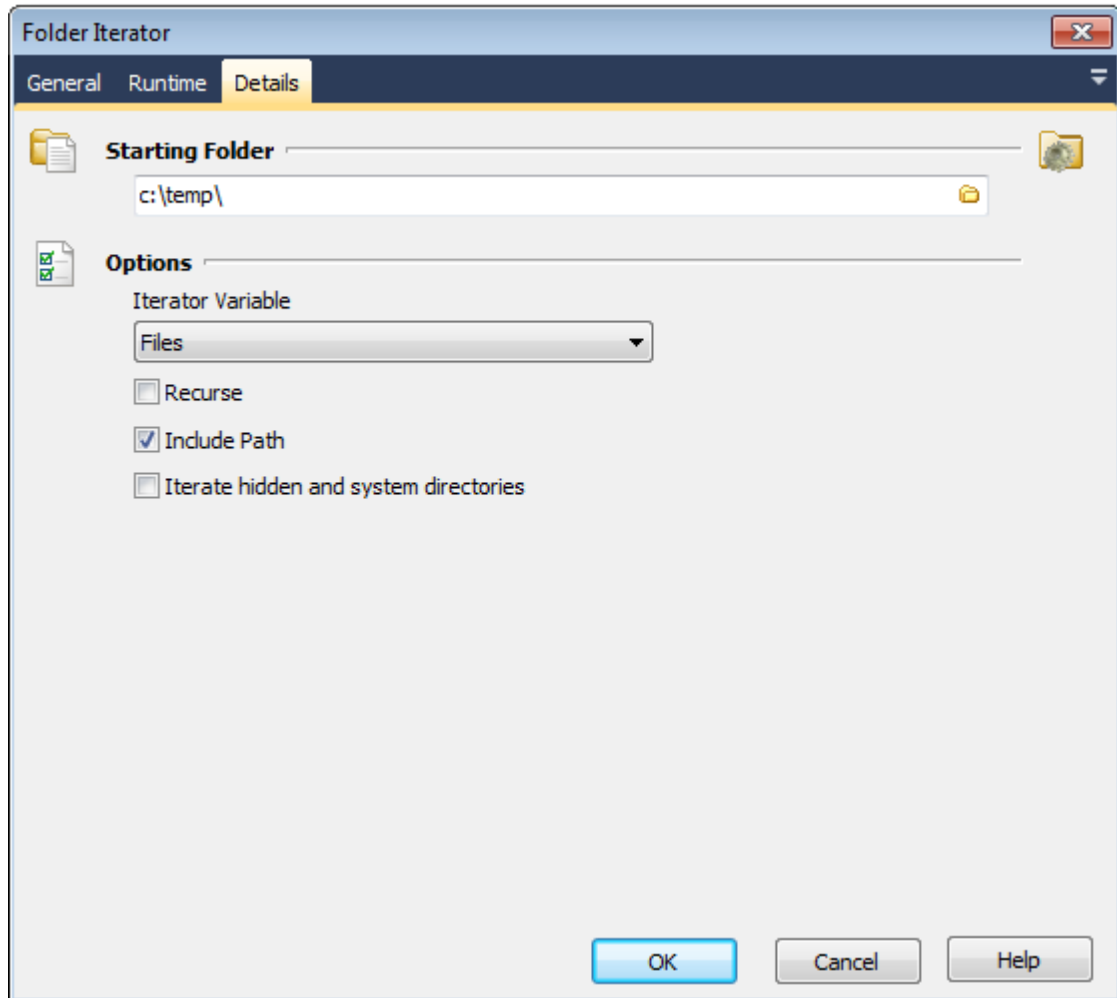 Folder Iterator
General Runtime Details
Starting Folder
c:\temp\
Options
Iterator Variable
Files
Recurse
Include Path
Iterate hidden and system directories
OK Cancel Help